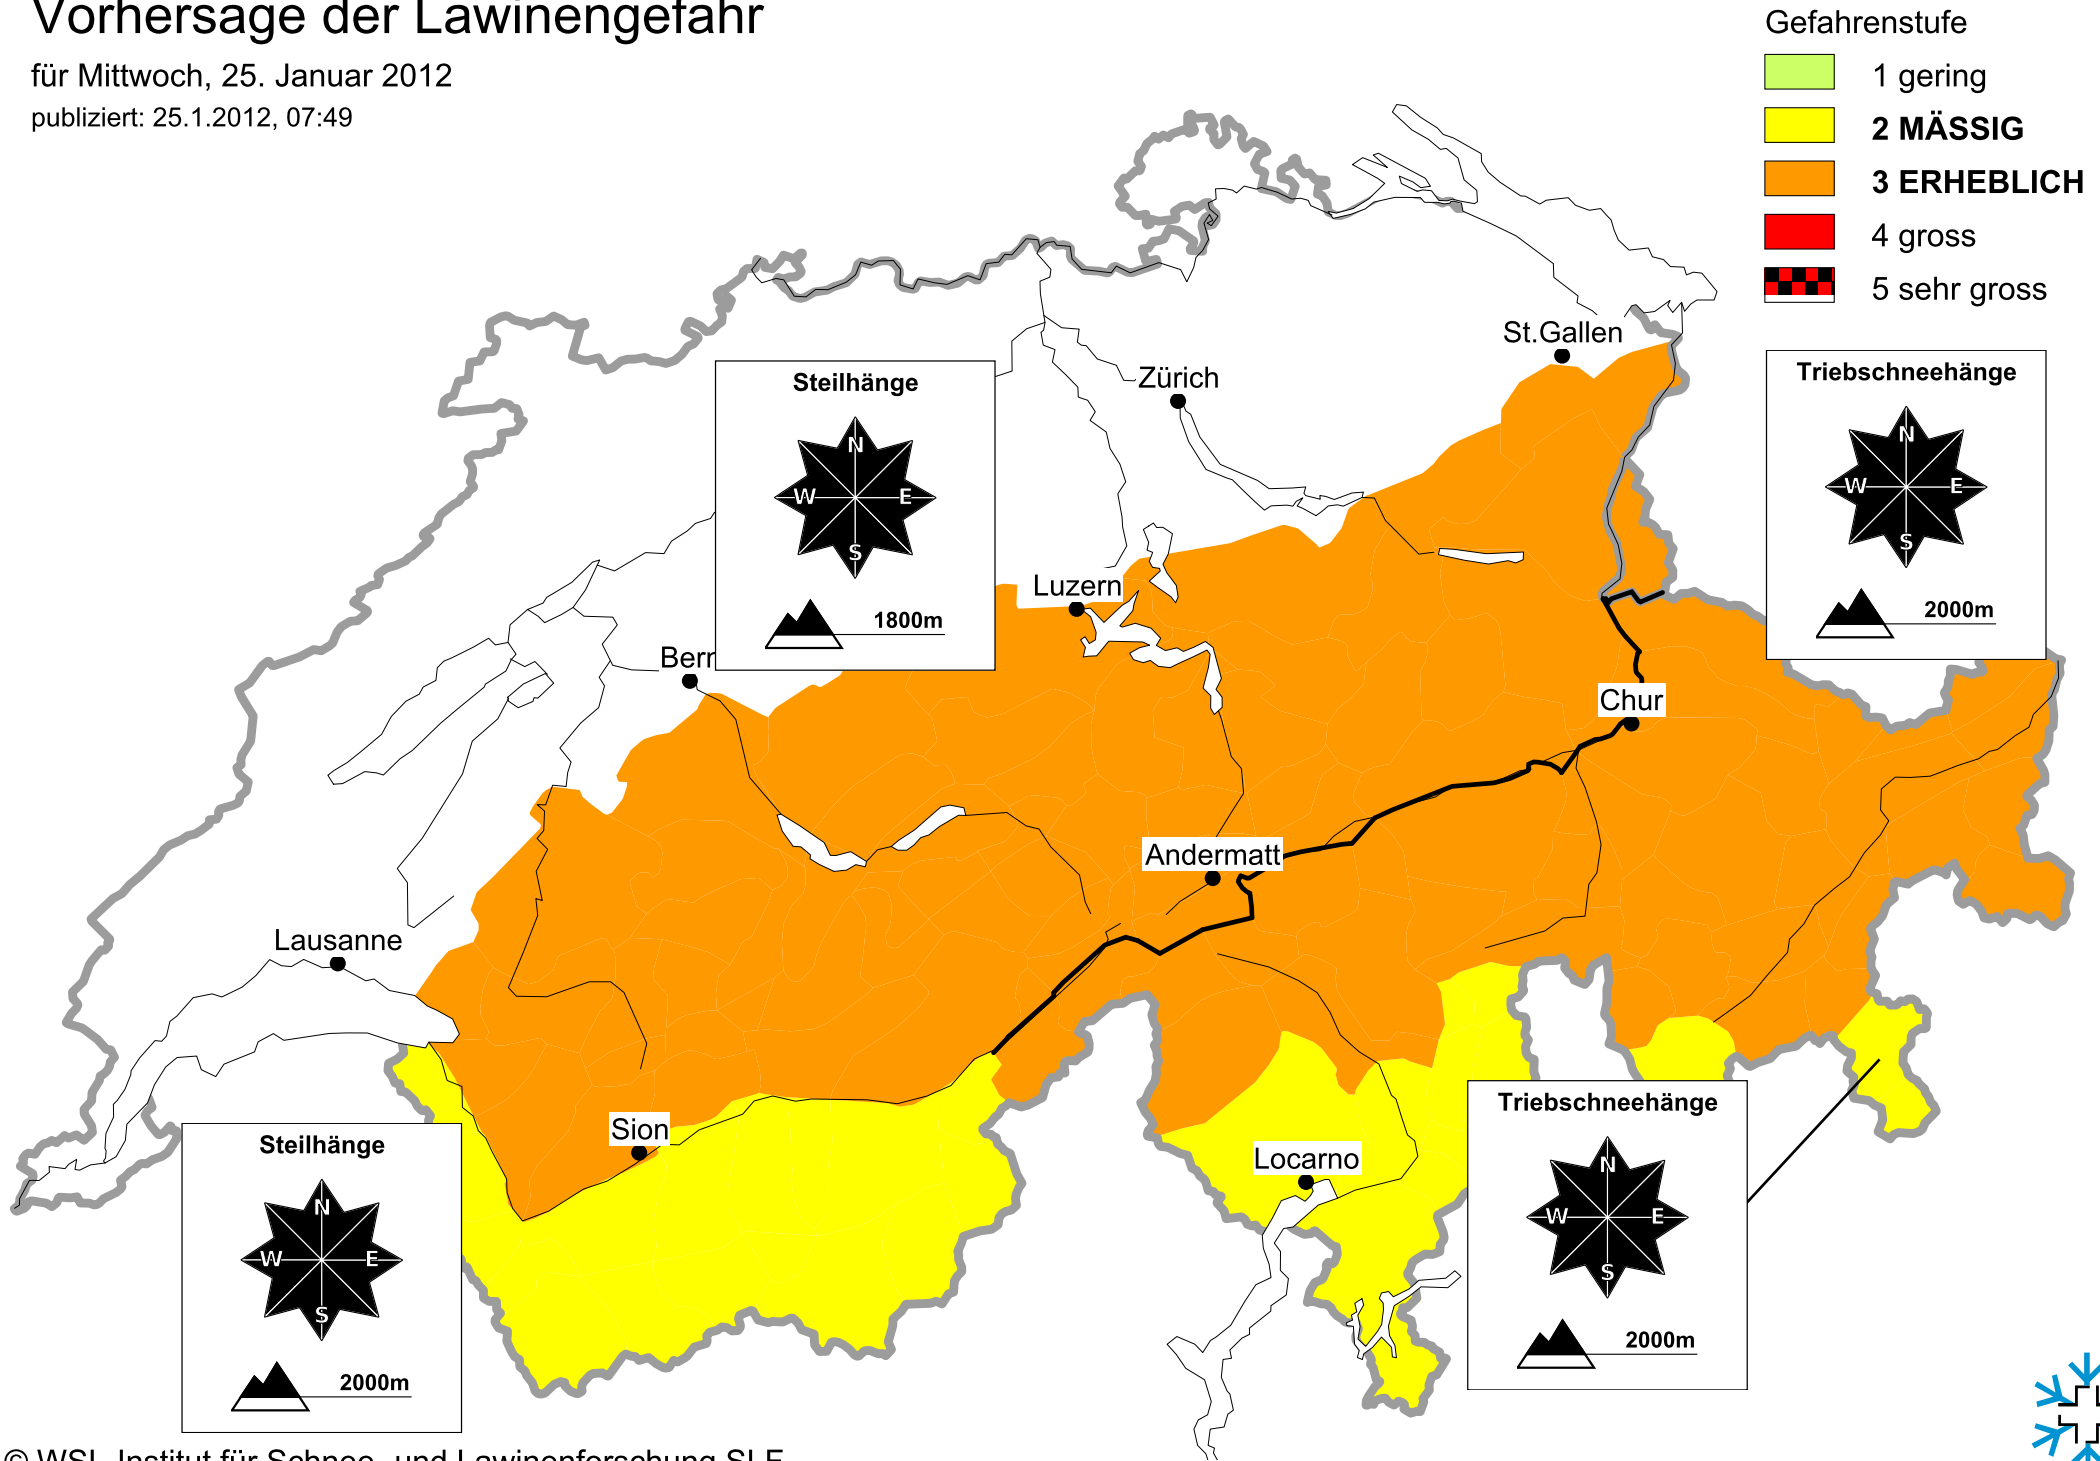 Vorhersage der Lawinengefahr
für Mittwoch, 25. Januar 2012
publiziert: 25.1.2012, 07:49
Gefahrenstufe
1 gering
2 MÄSSIG
3 ERHEBLICH
4 gross
5 sehr gross
St.Gallen
Zürich
Steilhänge
N
W E
S
1800m
Triebschneehänge
N
W E
S
2000m
Luzern
Bern
Chur
Andermatt
Lausanne
Sion
Locarno
Triebschneehänge
N
W E
S
2000m
Steilhänge
N
W E
S
2000m
© WSL-Institut für Schnee- und Lawinenforschung SLF